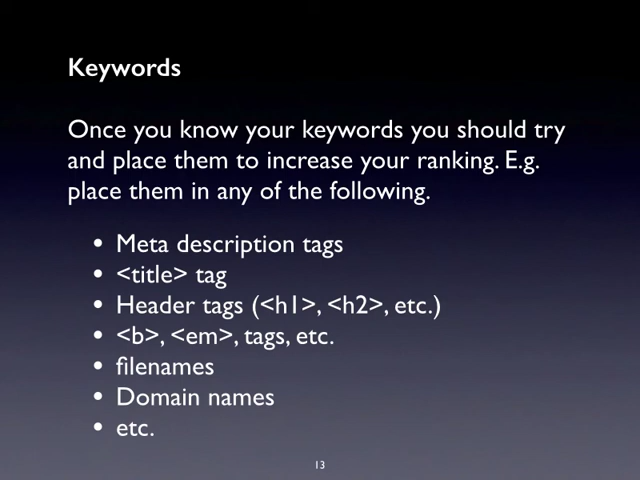 Keywords
Once you know your keywords you should try
and place them to increase your ranking. E.g.
place them in any of the following.
• Meta description tags
• <title> tag
• Header tags (<h1>, <h2>, etc.)
• <b>, <em>, tags, etc.
• filenames
• Domain names
• etc.
13